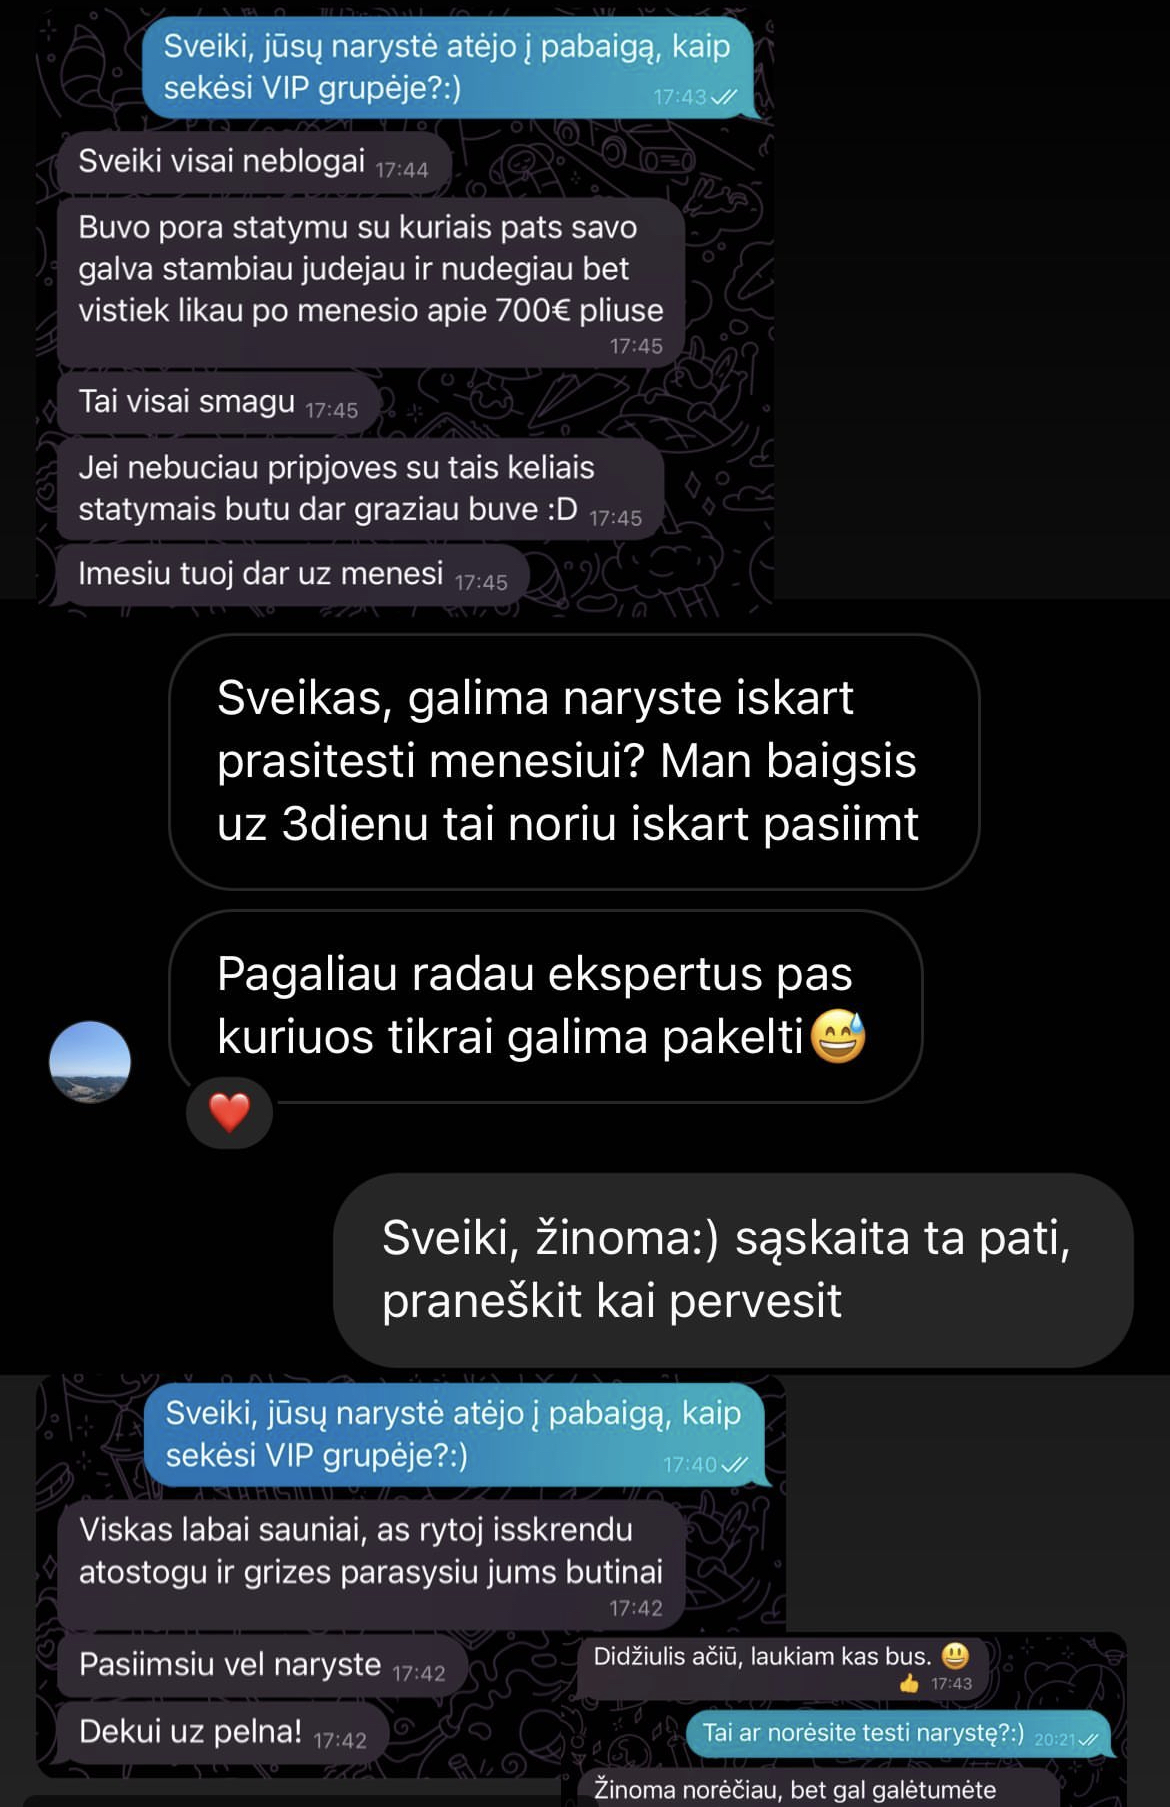 Sveiki, jūsų narystė atėjo į pabaigą, kaip
sekėsi VIP grupėje?:)
17:43
Sveiki visai neblogai 17:44
Buvo pora statymu su kuriais pats savo
galva stambiau judejau ir nudegiau bet
vistiek likau po menesio apie 700€ pliuse
17:45
Tai visai smagu 17:45
Jei nebuciau pripjoves su tais keliais
statymais butu dar graziau buve :D 17:45
Imesiu tuoj dar uz menesi 17:45
Sveikas, galima naryste iskart
prasitesti menesiui? Man baigsis
uz 3dienu tai noriu iskart pasiimt
Pagaliau radau ekspertus pas
kuriuos tikrai galima pakelti😅
❤️
Sveiki, žinoma:) sąskaita ta pati,
praneškit kai pervesit
Sveiki, jūsų narystė atėjo į pabaigą, kaip
sekėsi VIP grupėje?:)
17:40
Viskas labai sauniai, as rytoj isskrendu
atostogu ir grizes parasysiu jums butinai
17:42
Pasiimsiu vel naryste 17:42
Dekui uz pelna! 17:42
Didžiulis ačiū, laukiam kas bus. 😃
👍 17:43
Tai ar norėsite testi narystę?:) 20:21
Žinoma norėčiau, bet gal galėtumėte